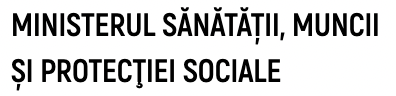 MINISTERUL SĂNĂTĂȚII, MUNCII
ȘI PROTECŢIEI SOCIALE